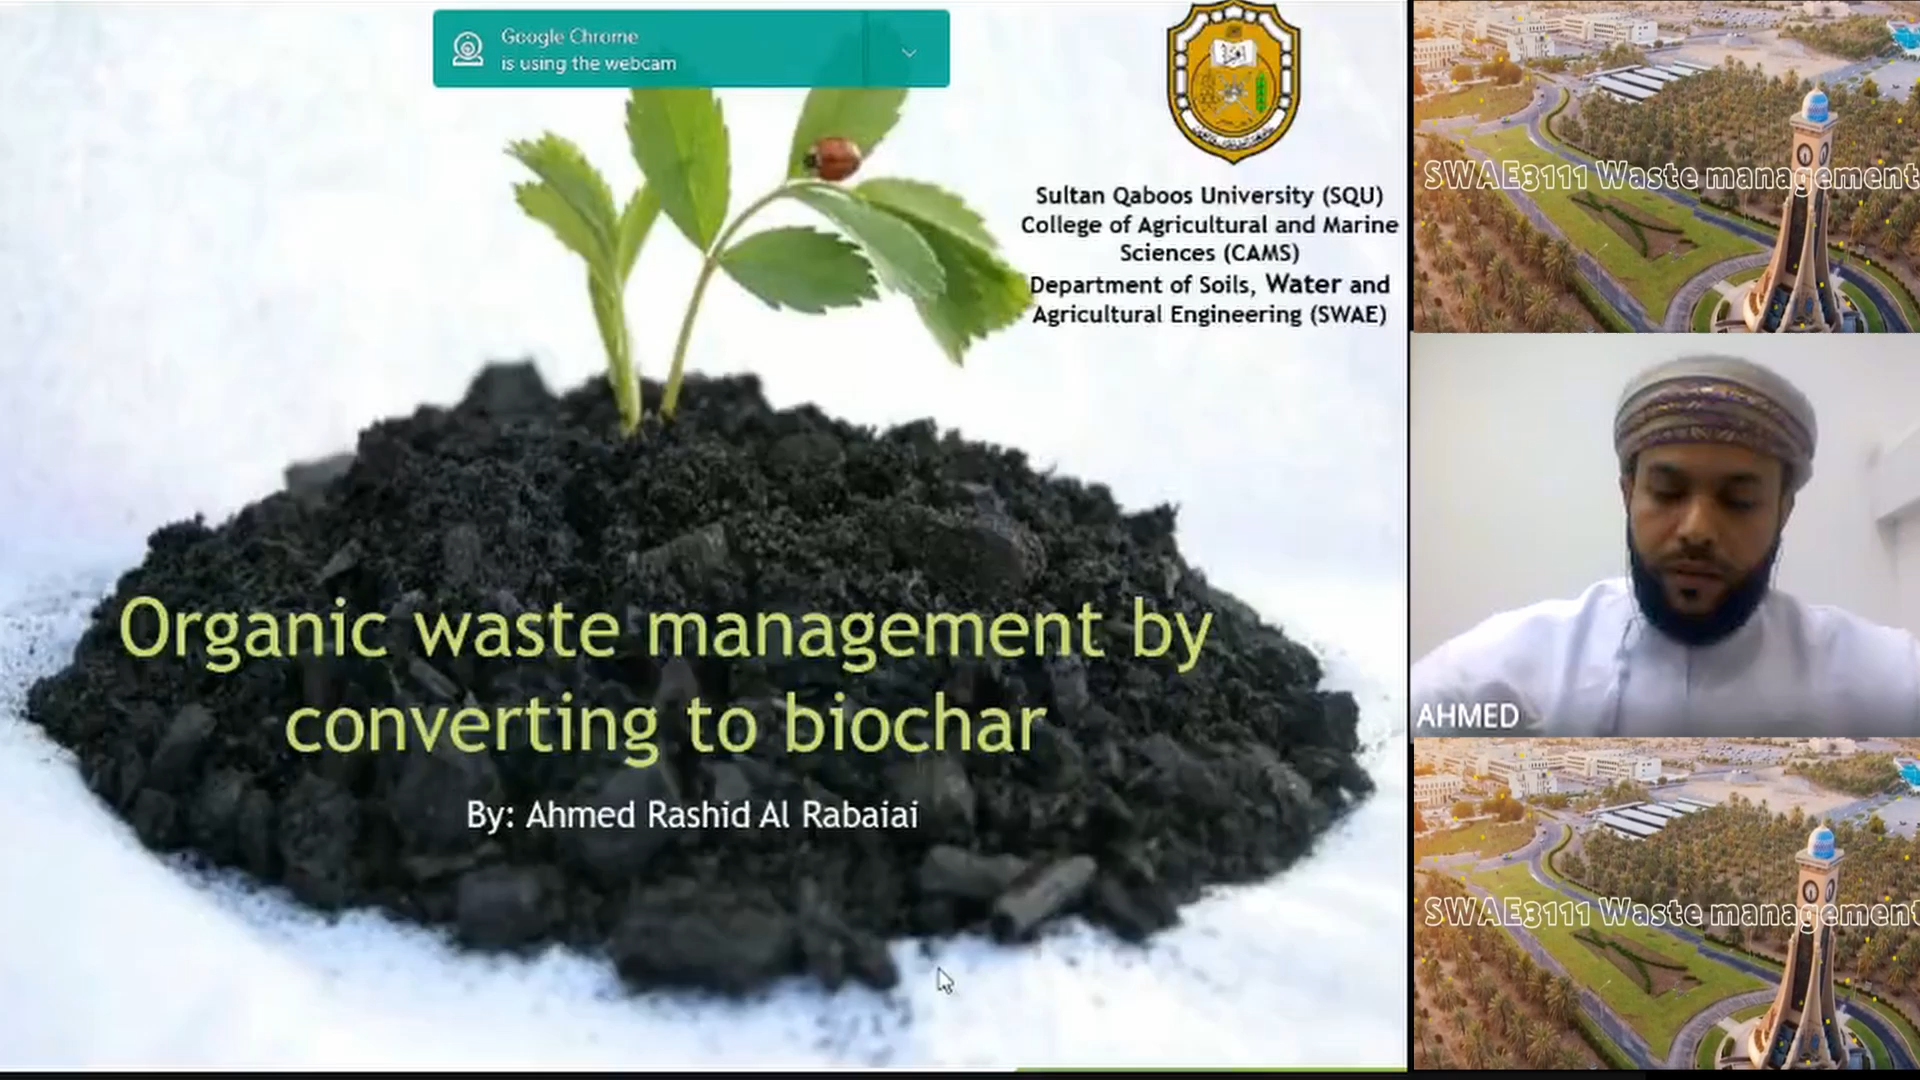 Google Chrome
is using the webcam
Sultan Qaboos University (SQU)
College of Agricultural and Marine
Sciences (CAMS)
Department of Soils, Water and
Agricultural Engineering (SWAE)
Organic waste management by
converting to biochar
By: Ahmed Rashid Al Rabaiai
SWAE3111 Waste management
AHMED
SWAE3111 Waste management